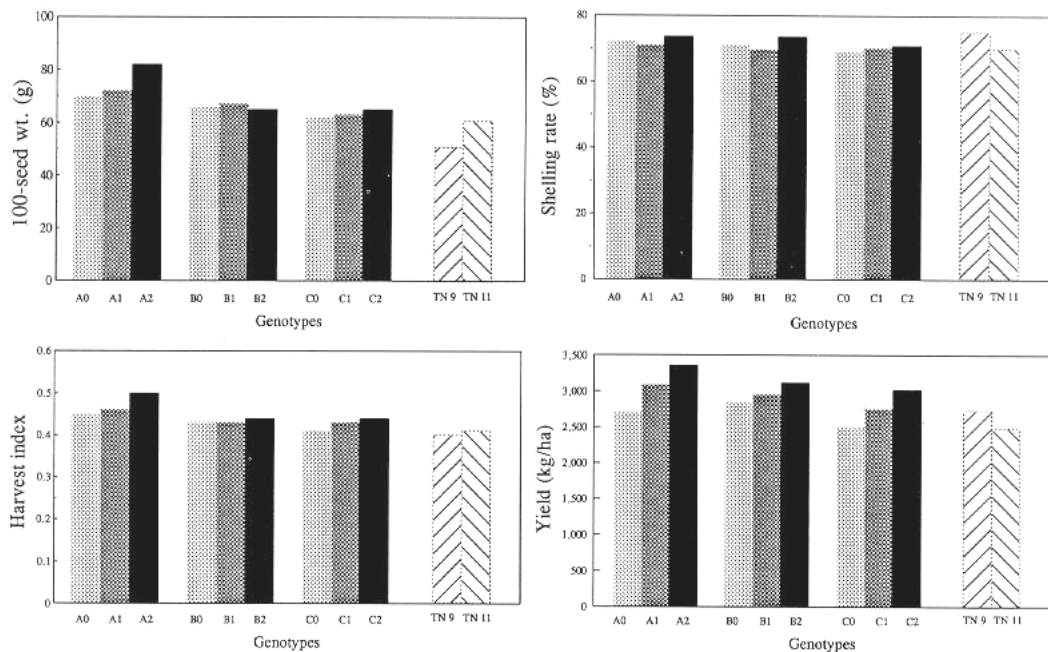 100
80
60
40
20
0
100-seed wt. (g)
A0 A1 A2 B0 B1 B2 C0 C1 C2 TN 9 TN 11
Genotypes
80
60
40
20
0
Shelling rate (%)
A0 A1 A2 B0 B1 B2 C0 C1 C2 TN 9 TN 11
Genotypes
0.6
0.5
0.4
0.3
0.2
0.1
0
Harvest index
A0 A1 A2 B0 B1 B2 C0 C1 C2 TN 9 TN 11
Genotypes
3,500
3,000
2,500
2,000
1,500
1,000
500
0
Yield (kg/ha)
A0 A1 A2 B0 B1 B2 C0 C1 C2 TN 9 TN 11
Genotypes